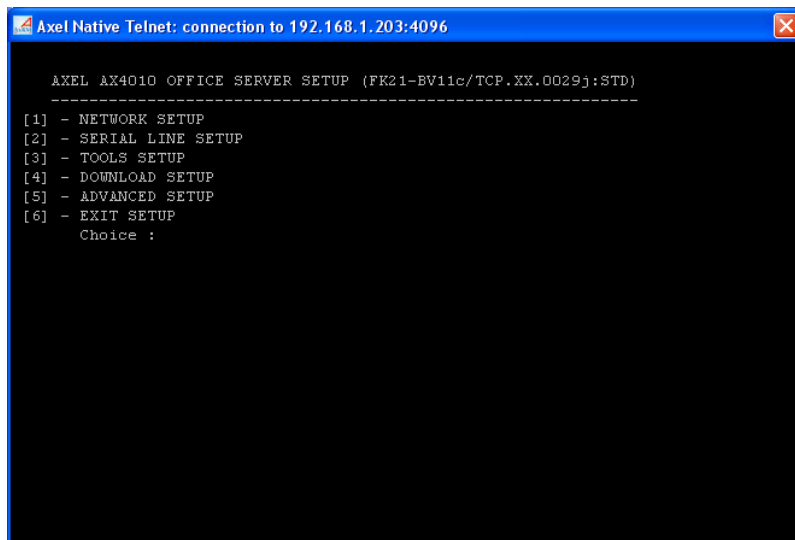 Axel Native Telnet: connection to 192.168.1.203:4096
AXEL AX4010 OFFICE SERVER SETUP (FK21-BV11c/TCP.XX.0029j:STD)
-------------------------------------------------------------
[1] - NETWORK SETUP
[2] - SERIAL LINE SETUP
[3] - TOOLS SETUP
[4] - DOWNLOAD SETUP
[5] - ADVANCED SETUP
[6] - EXIT SETUP
Choice :